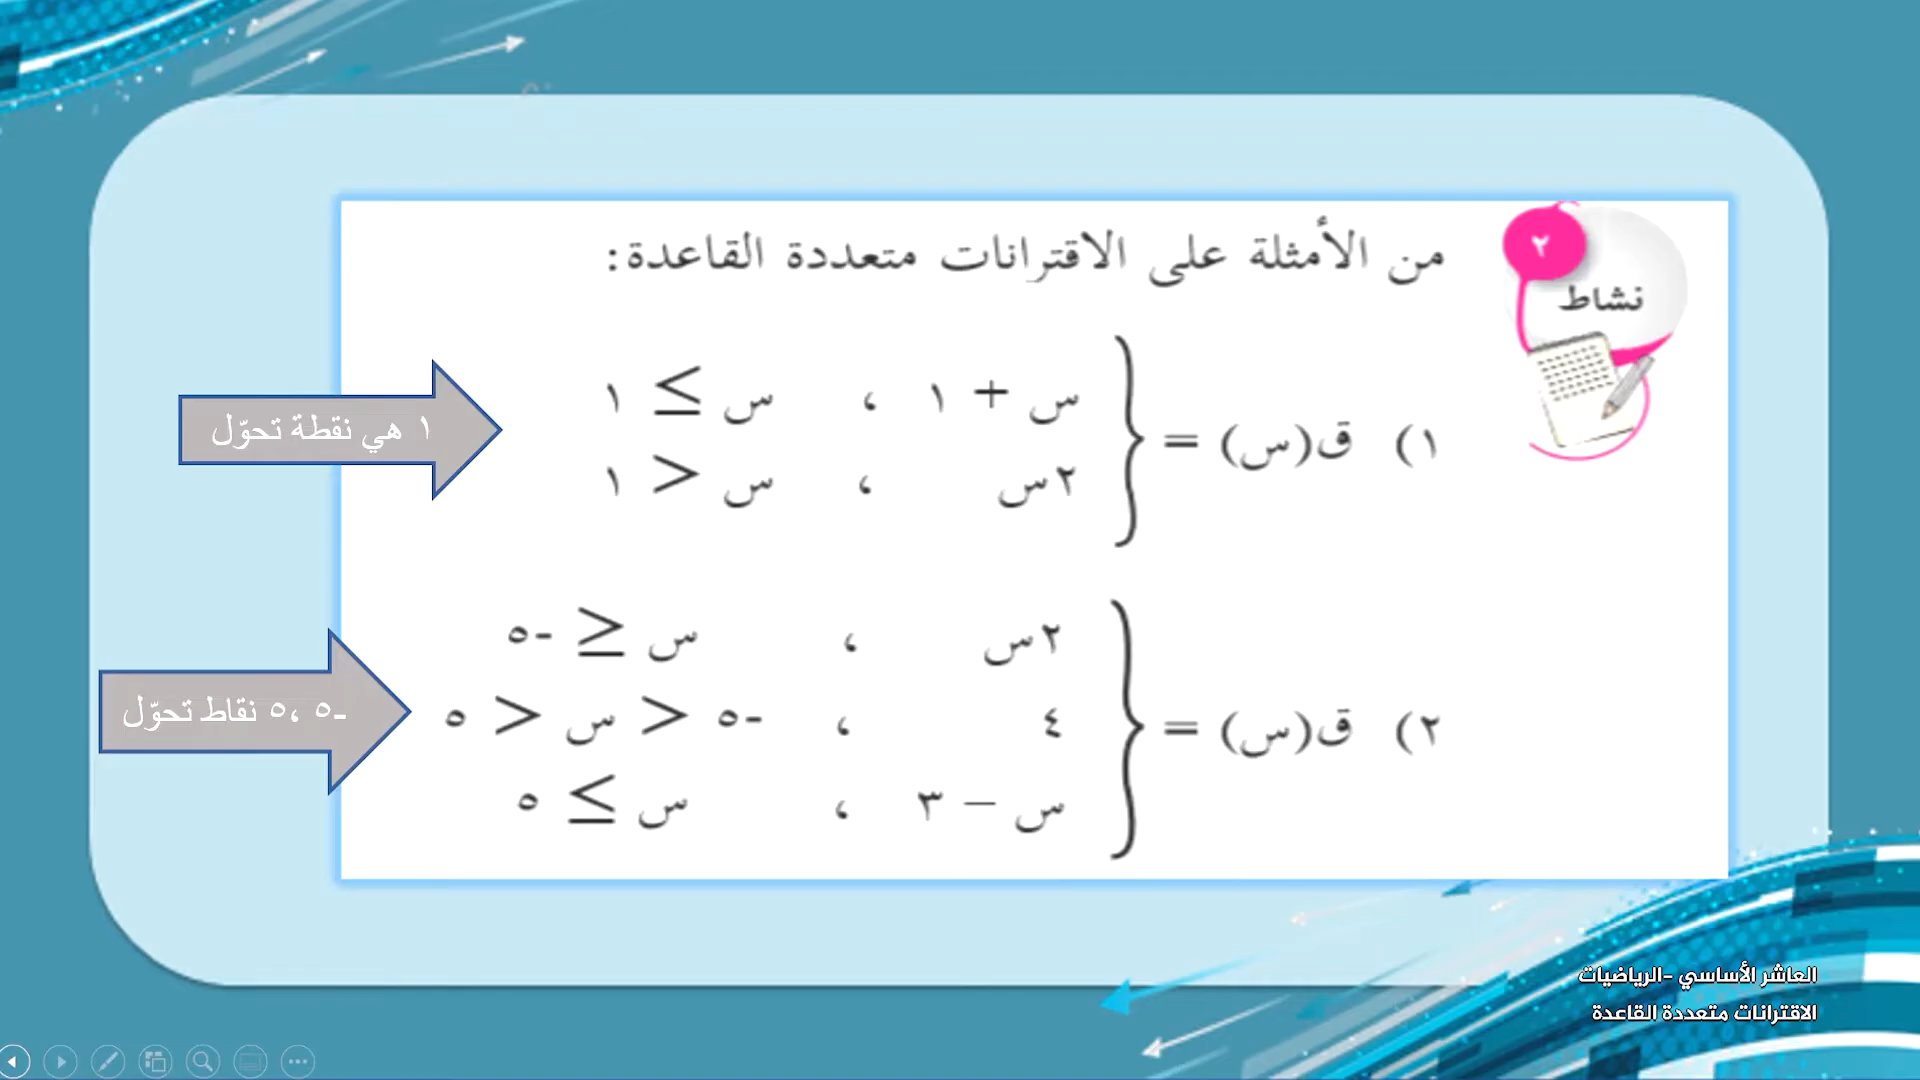 ٢
نشاط
من الأمثلة على الاقترانات متعددة القاعدة:
١) ق(س) =
س + ١ ، س ≥ ١
٢س ، س < ١
١ هي نقطة تحوّل
٢) ق(س) =
٢س ، س ≤ -٥
٤ ، -٥ < س < ٥
س – ٣ ، س ≥ ٥
-٥ ،٥ نقاط تحوّل
العاشر الأساسي -الرياضيات
الاقترانات متعددة القاعدة